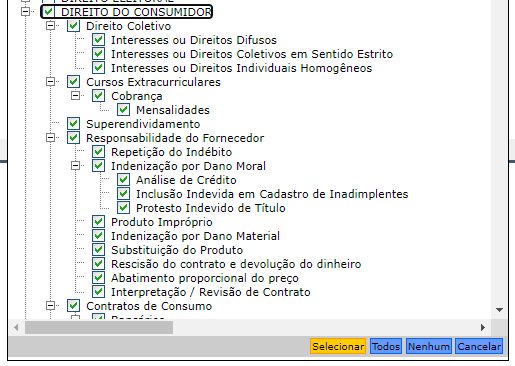 DIREITO ELEITORAL
DIREITO DO CONSUMIDOR
Direito Coletivo
Interesses ou Direitos Difusos
Interesses ou Direitos Coletivos em Sentido Estrito
Interesses ou Direitos Individuais Homogêneos
Cursos Extracurriculares
Cobrança
Mensalidades
Superendividamento
Responsabilidade do Fornecedor
Repetição do Indébito
Indenização por Dano Moral
Análise de Crédito
Inclusão Indevida em Cadastro de Inadimplentes
Protesto Indevido de Título
Produto Impróprio
Indenização por Dano Material
Substituição do Produto
Rescisão do contrato e devolução do dinheiro
Abatimento proporcional do preço
Interpretação / Revisão de Contrato
Contratos de Consumo
Bancários
Selecionar Todos Nenhum Cancelar